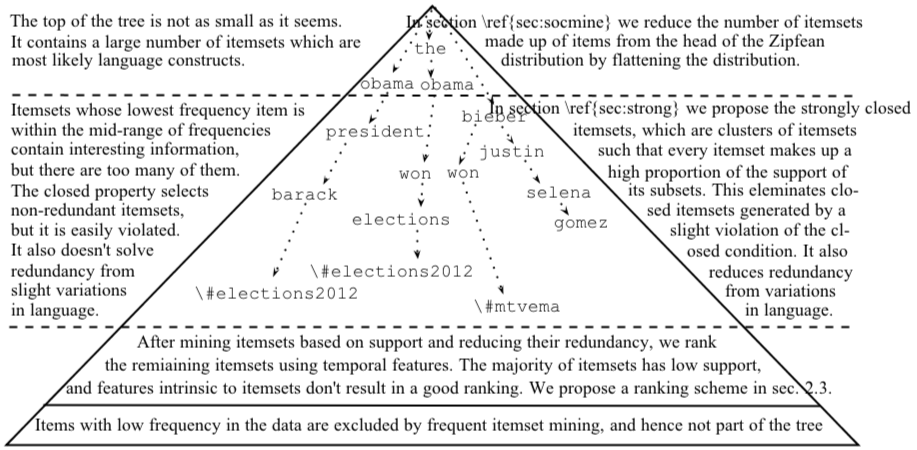 The top of the tree is not as small as it seems.
It contains a large number of itemsets which are
most likely language constructs.
In section \ref{sec:socmine} we reduce the number of itemsets
made up of items from the head of the Zipfean
distribution by flattening the distribution.
the
obama obama
Itemsets whose lowest frequency item is
within the mid-range of frequencies
contain interesting information,
but there are too many of them.
The closed property selects
non-redundant itemsets,
but it is easily violated.
It also doesn't solve
redundancy from
slight variations
in language.
bieber
president
justin
won won
barack
selena
elections
gomez
\#elections2012
\#elections2012
\#mtvema
In section \ref{sec:strong} we propose the strongly closed
itemsets, which are clusters of itemsets
such that every itemset makes up a
high proportion of the support of
its subsets. This eleminates clo-
sed itemsets generated by a
slight violation of the cl-
osed condition. It also
reduces redundancy
from variations
in language.
After mining itemsets based on support and reducing their redundancy, we rank
the remiaining itemsets using temporal features. The majority of itemsets has low support,
and features intrinsic to itemsets don't result in a good ranking. We propose a ranking scheme in sec. 2.3.
Items with low frequency in the data are excluded by frequent itemset mining, and hence not part of the tree